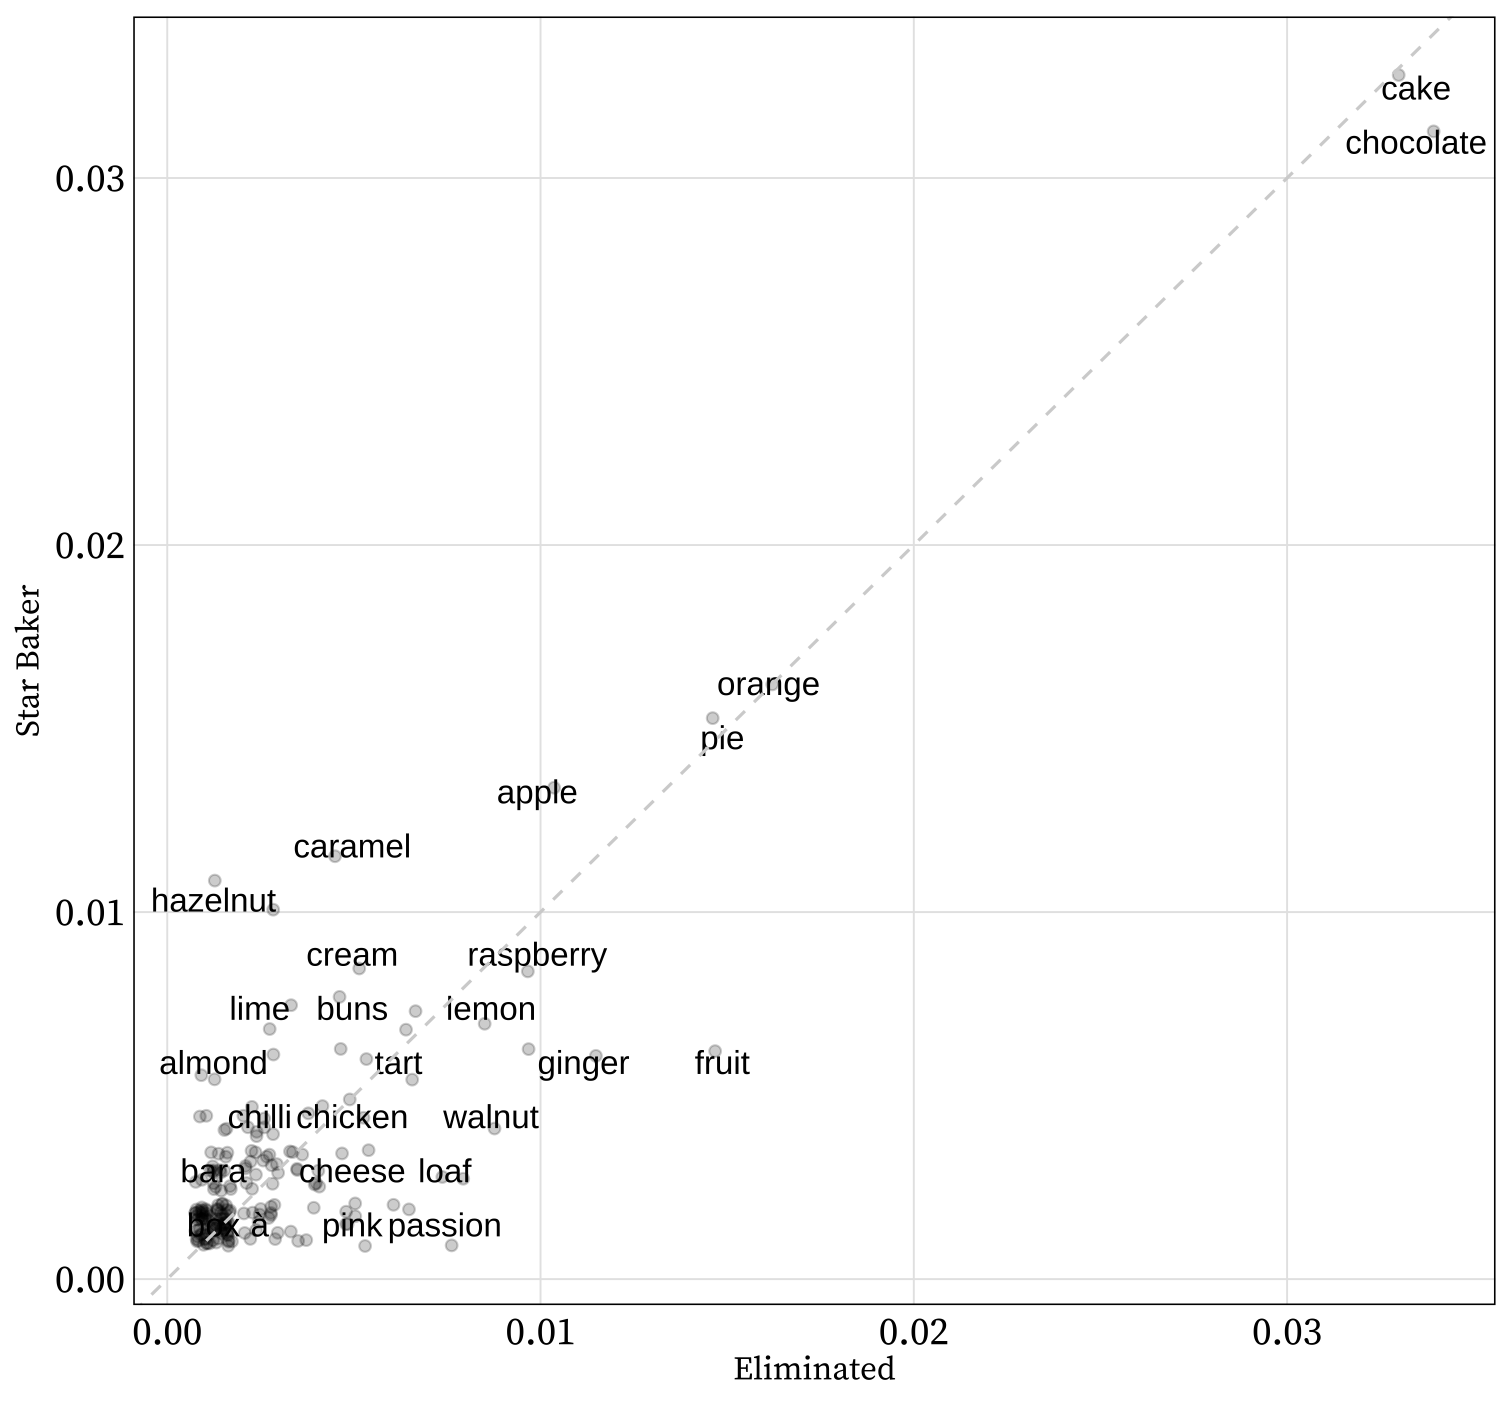 cake
chocolate
0.03
0.02
Star Baker
orange
pie
apple
caramel
hazelnut
0.01
cream raspberry
lime buns lemon
almond tart ginger fruit
chilli chicken walnut
bara cheese loaf
box à pink passion
0.00
0.00 0.01 0.02 0.03
Eliminated